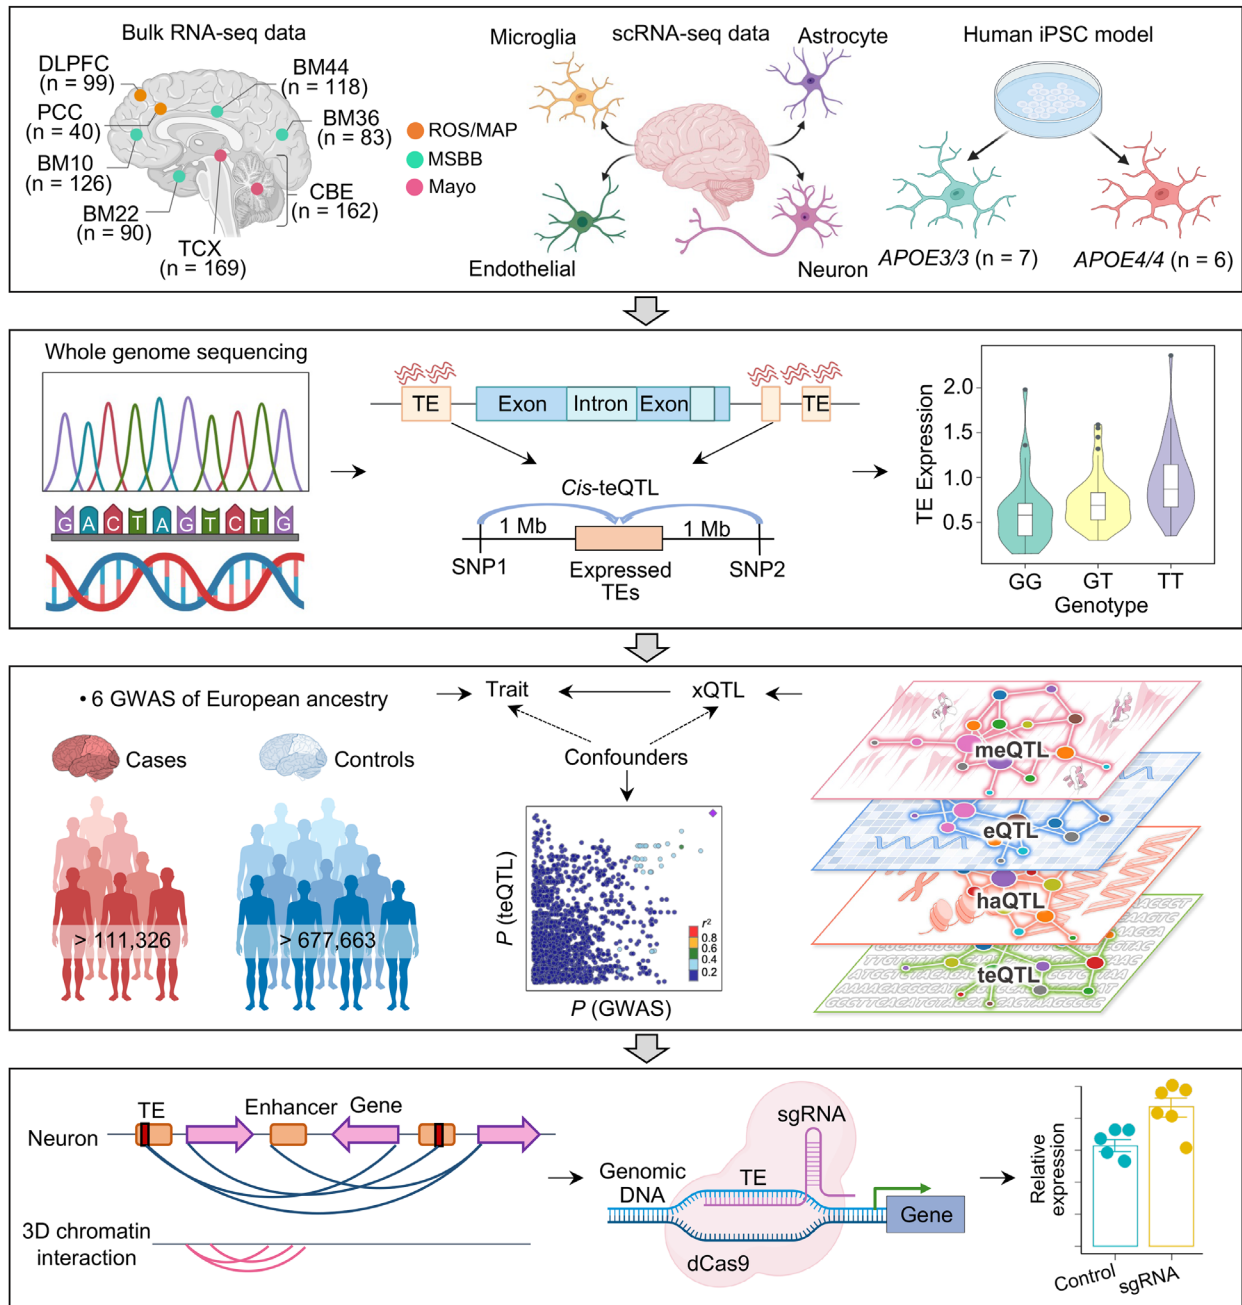 Bulk RNA-seq data
DLPFC
(n = 99)
PCC
(n = 40)
BM10
(n = 126)
BM22
(n = 90)
TCX
(n = 169)
BM44
(n = 118)
BM36
(n = 83)
CBE
(n = 162)
ROS/MAP
MSBB
Mayo
scRNA-seq data
Microglia
Astrocyte
Endothelial
Neuron
Human iPSC model
APOE3/3 (n = 7)
APOE4/4 (n = 6)
Whole genome sequencing
G A C T A G T C T G
TE
Exon
Intron
Exon
TE
Cis-teQTL
1 Mb
1 Mb
SNP1
Expressed
TEs
SNP2
TE Expression
2.0
1.5
1.0
0.5
GG
GT
TT
Genotype
• 6 GWAS of European ancestry
Cases
Controls
> 111,326
> 677,663
Trait
xQTL
Confounders
P (teQTL)
r²
0.8
0.6
0.4
0.2
P (GWAS)
meQTL
eQTL
haQTL
teQTL
TE
Enhancer
Gene
Neuron
3D chromatin
interaction
sgRNA
Genomic
DNA
TE
dCas9
Gene
Relative
expression
Control
sgRNA